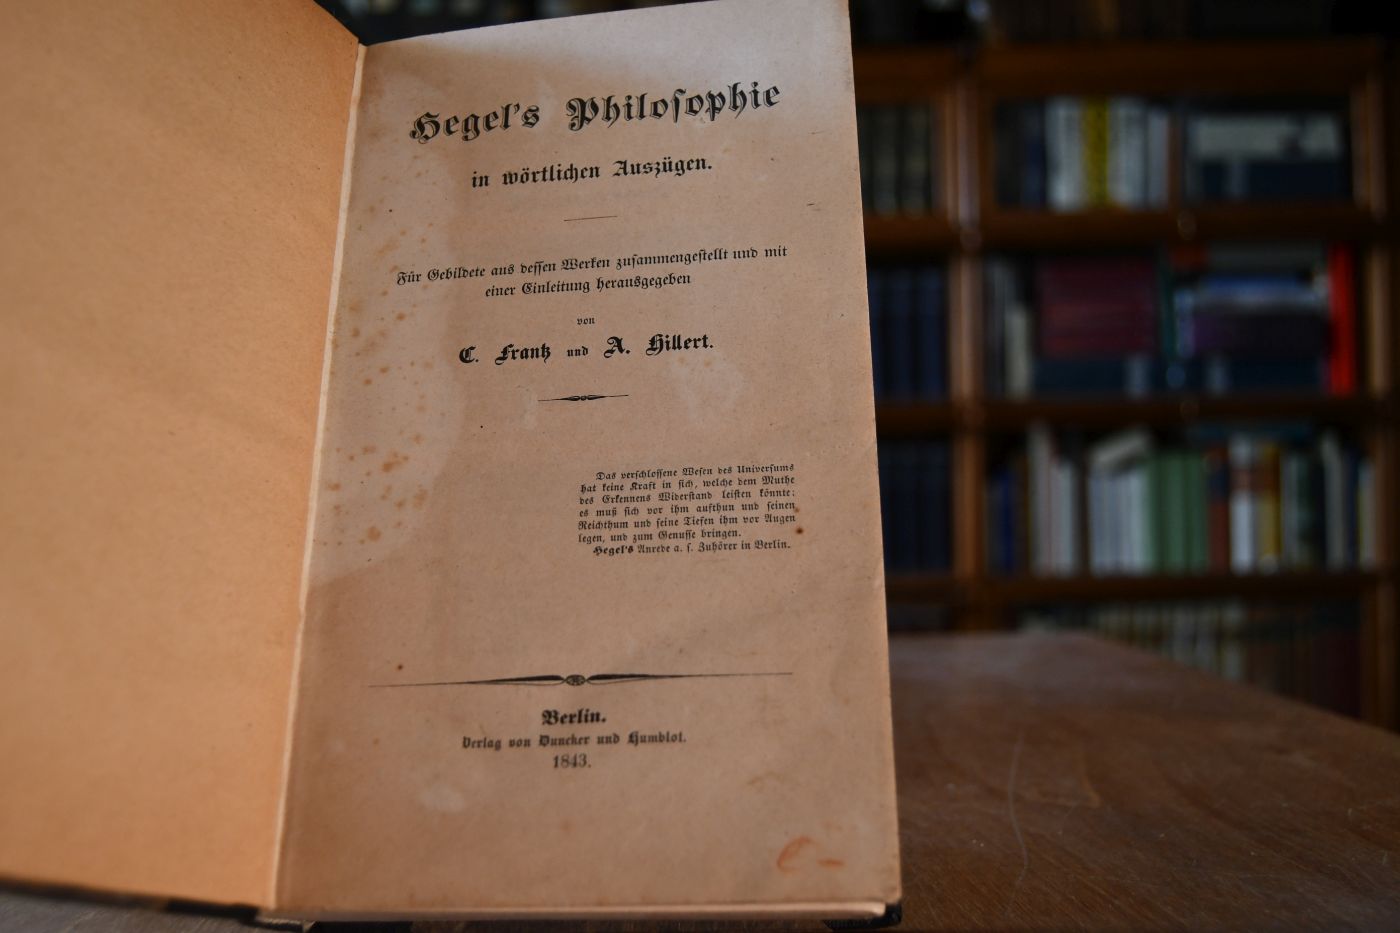 Hegel's Philoſophie
in wörtlichen Auszügen.
Für Gebildete aus deſſen Werken zuſammengeſtellt und mit
einer Einleitung herausgegeben
von
C. Frantz und A. Hillert.
Das verſchloſſene Weſen des Univerſums
hat keine Kraft in ſich, welche dem Muthe
des Erkennens Widerſtand leiſten könnte;
es muß ſich vor ihm aufthun und ſeinen
Reichthum und ſeine Tiefen ihm vor Augen
legen, und zum Genuſſe bringen.
Hegel's Anrede a. ſ. Zuhörer in Berlin.
Berlin.
Verlag von Duncker und Humblot.
1843.